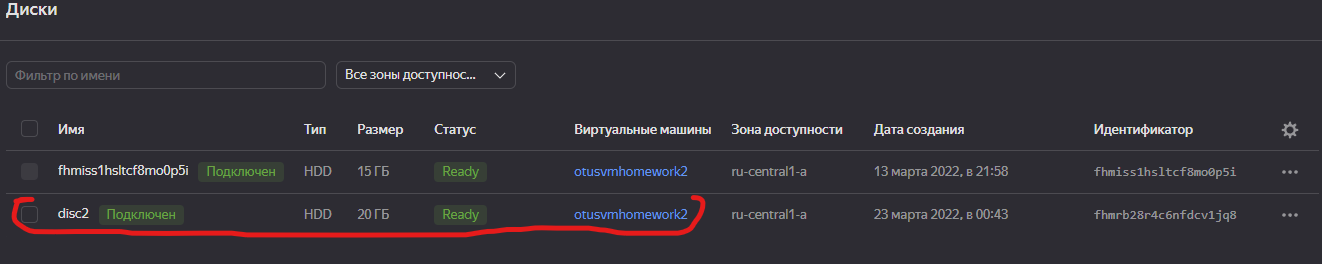 Диски
Фильтр по имени Все зоны доступнос...
Имя Тип Размер Статус Виртуальные машины Зона доступности Дата создания Идентификатор
fhmiss1hsltcf8mo0p5i Подключен HDD 15 ГБ Ready otusvmhomework2 ru-central1-a 13 марта 2022, в 21:58 fhmiss1hsltcf8mo0p5i
disc2 Подключен HDD 20 ГБ Ready otusvmhomework2 ru-central1-a 23 марта 2022, в 00:43 fhmrb28r4c6nfdcv1jq8